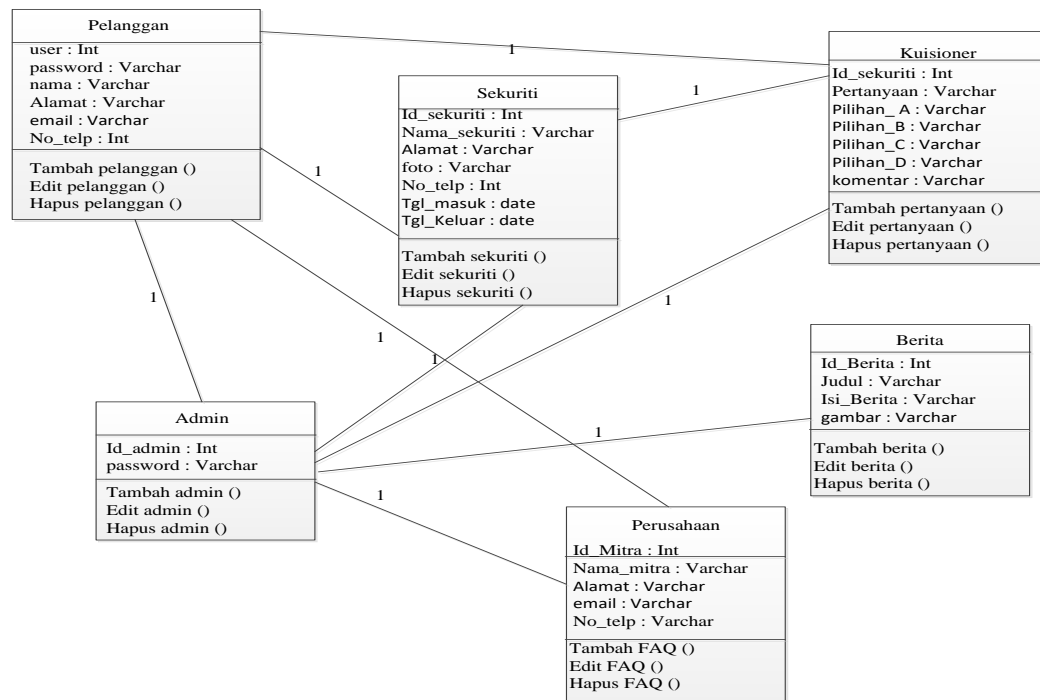 Pelanggan
user : Int
password : Varchar
nama : Varchar
Alamat : Varchar
email : Varchar
No_telp : Int
Tambah pelanggan ()
Edit pelanggan ()
Hapus pelanggan ()
1
1
1
1
Sekuriti
Id_sekuriti : Int
Nama_sekuriti : Varchar
Alamat : Varchar
foto : Varchar
No_telp : Int
Tgl_masuk : date
Tgl_Keluar : date
Tambah sekuriti ()
Edit sekuriti ()
Hapus sekuriti ()
1
1
Kuisioner
Id_sekuriti : Int
Pertanyaan : Varchar
Pilihan_ A : Varchar
Pilihan_B : Varchar
Pilihan_C : Varchar
Pilihan_D : Varchar
komentar : Varchar
Tambah pertanyaan ()
Edit pertanyaan ()
Hapus pertanyaan ()
1
Admin
Id_admin : Int
password : Varchar
Tambah admin ()
Edit admin ()
Hapus admin ()
1
1
Berita
Id_Berita : Int
Judul : Varchar
Isi_Berita : Varchar
gambar : Varchar
Tambah berita ()
Edit berita ()
Hapus berita ()
Perusahaan
Id_Mitra : Int
Nama_mitra : Varchar
Alamat : Varchar
email : Varchar
No_telp : Varchar
Tambah FAQ ()
Edit FAQ ()
Hapus FAQ ()